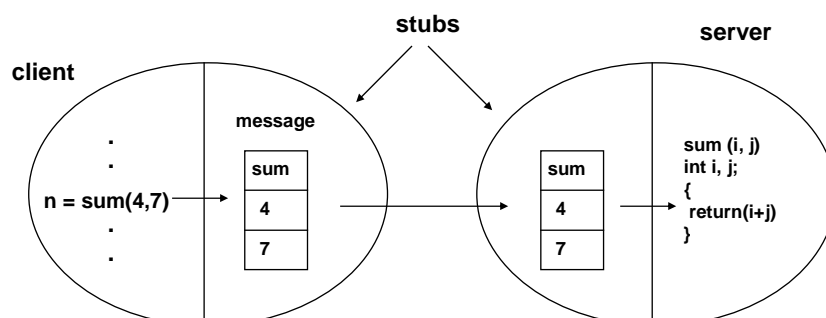 stubs
server
client
message
.
.
n = sum(4,7)
.
.
sum
4
7
sum
4
7
sum (i, j)
int i, j;
{
return(i+j)
}